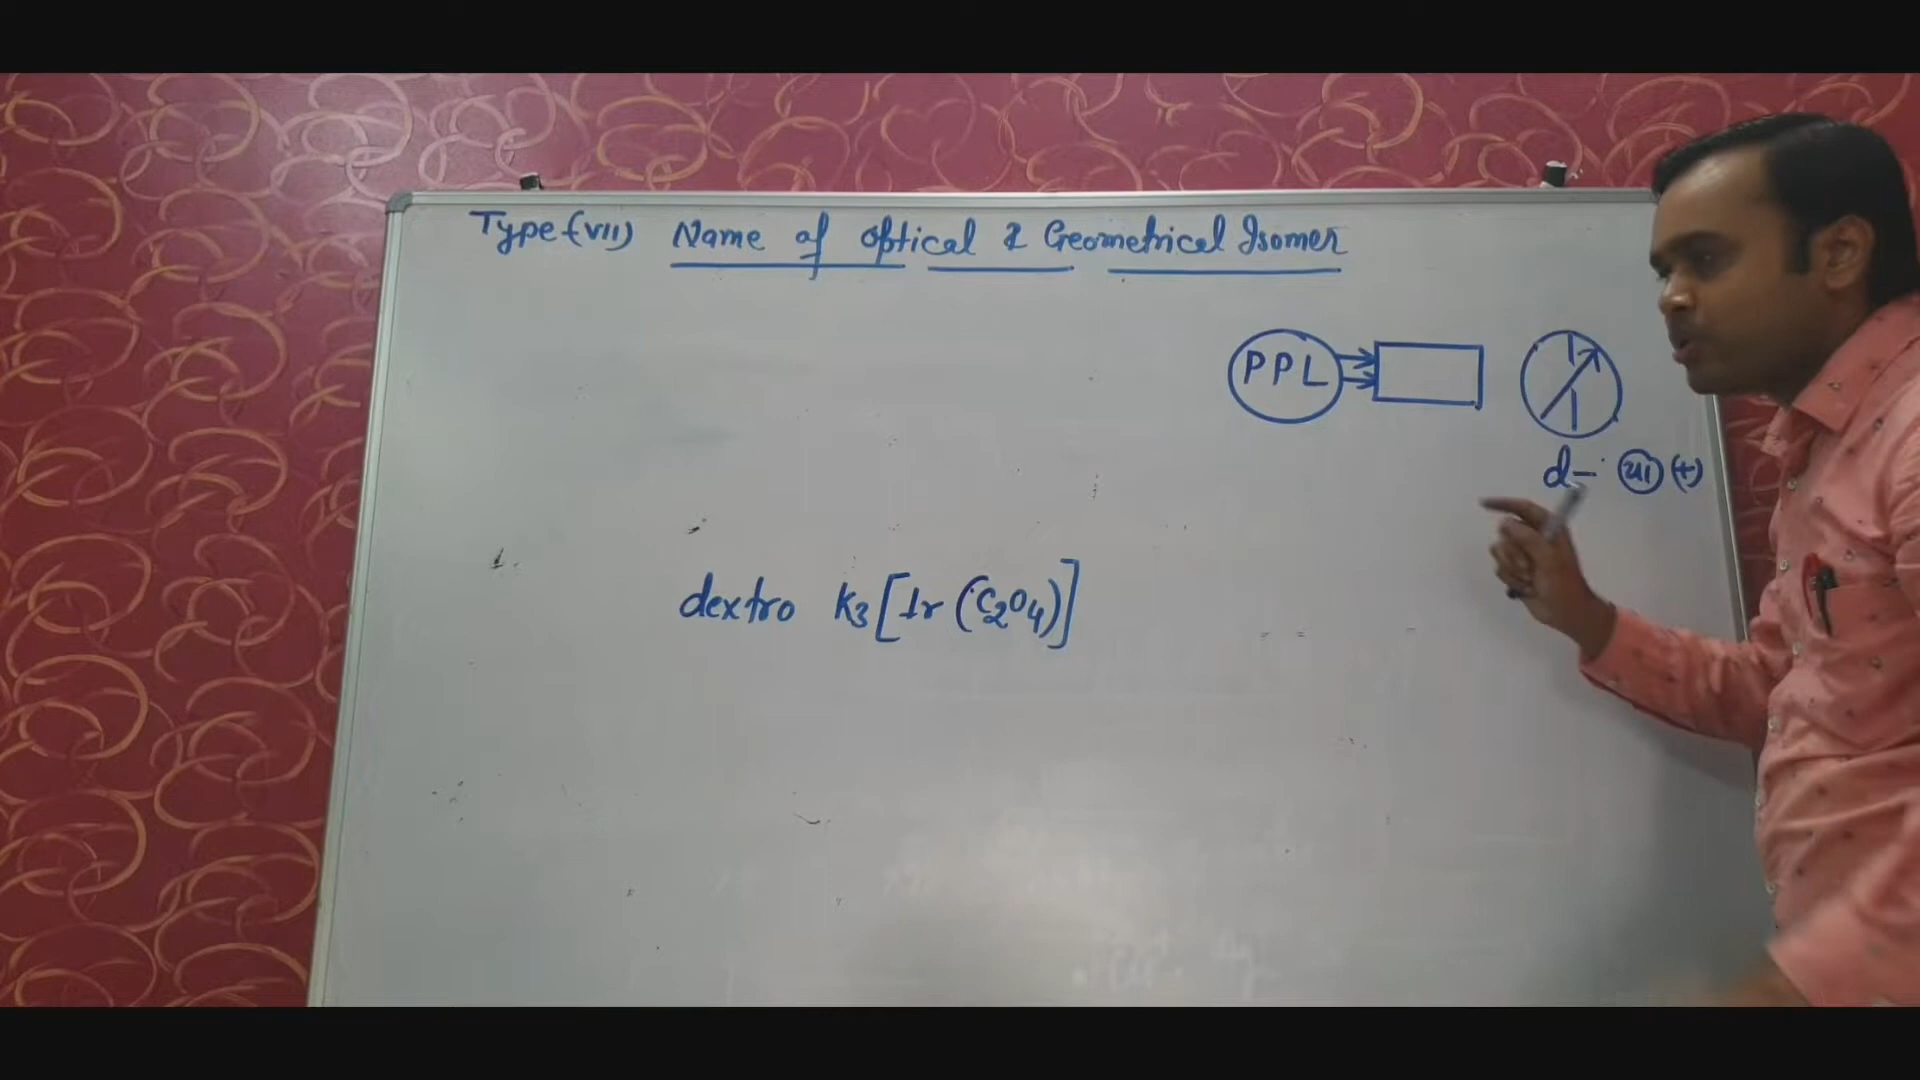 Type (VII) Name of optical & Geometrical Isomer
PPL
d- या (+)
dextro K3[Ir(C2O4)]